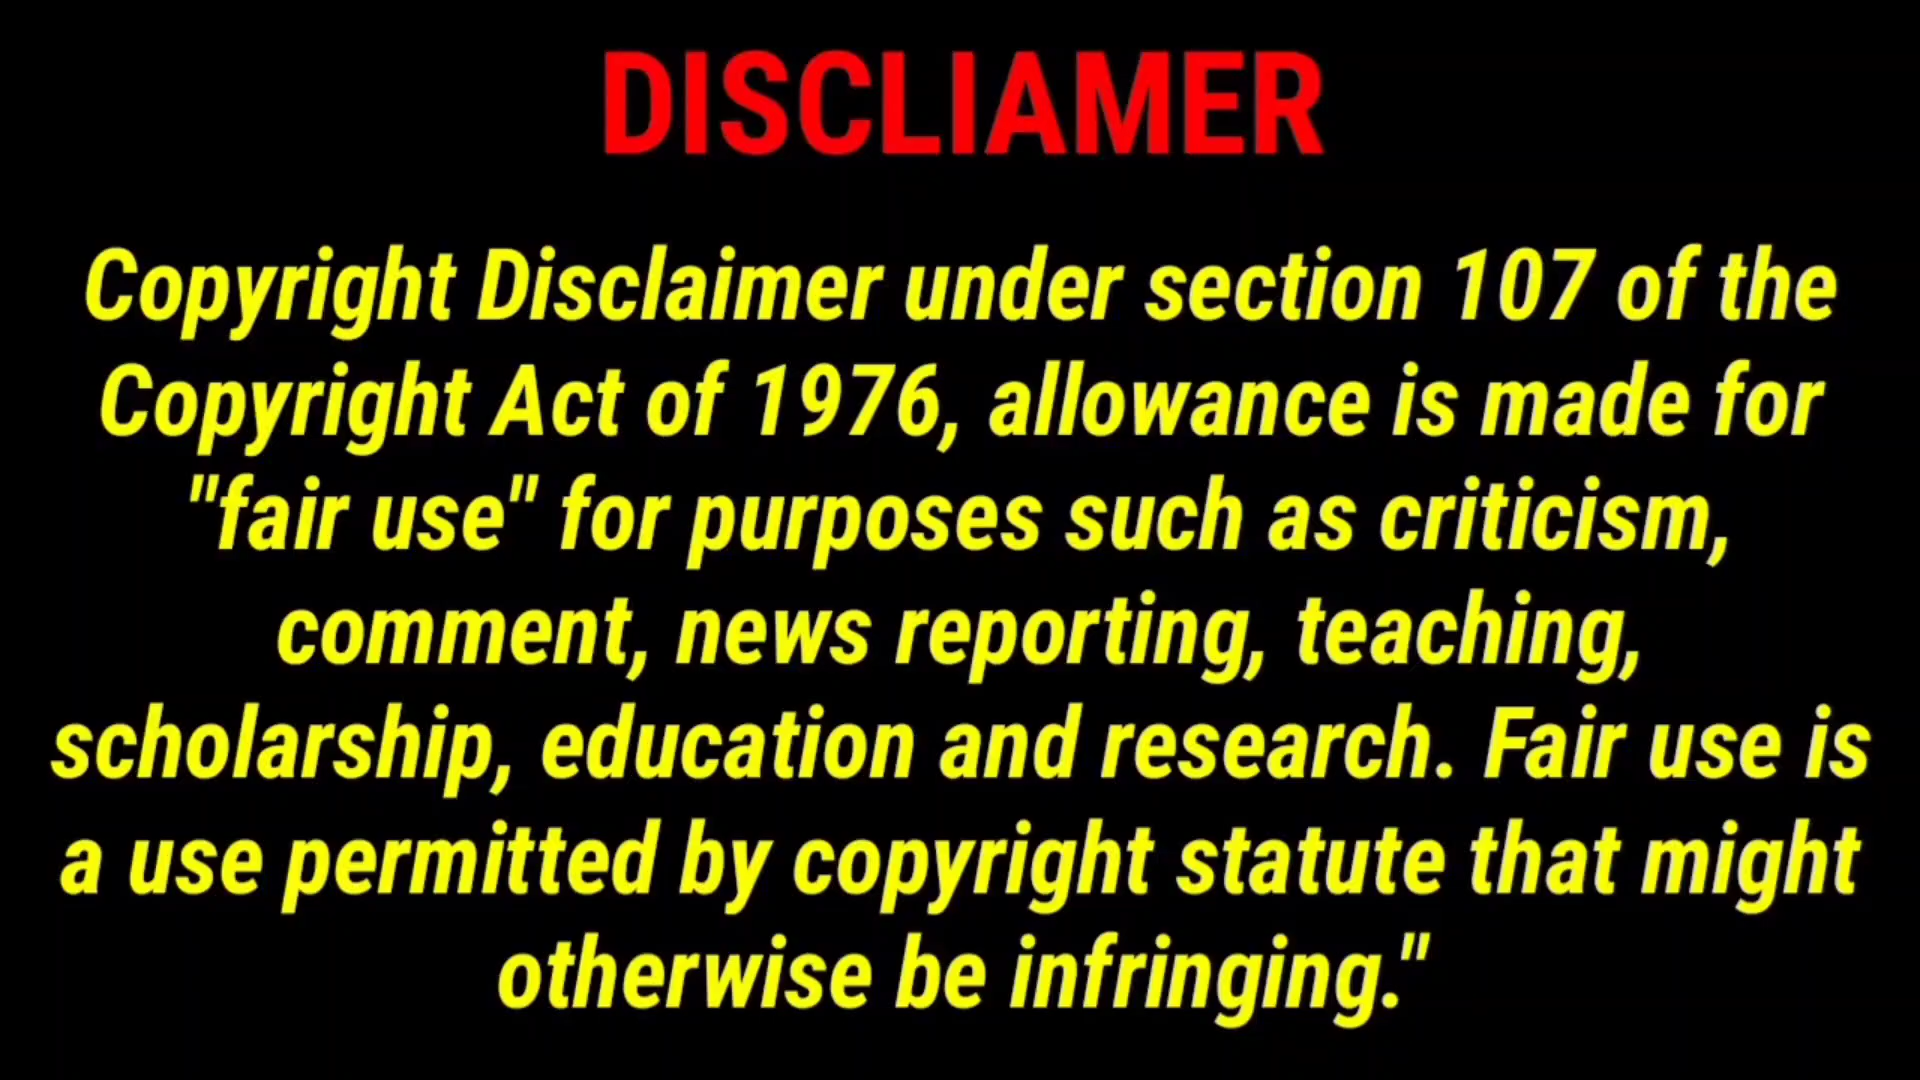 DISCLIAMER
Copyright Disclaimer under section 107 of the
Copyright Act of 1976, allowance is made for
"fair use" for purposes such as criticism,
comment, news reporting, teaching,
scholarship, education and research. Fair use is
a use permitted by copyright statute that might
otherwise be infringing."